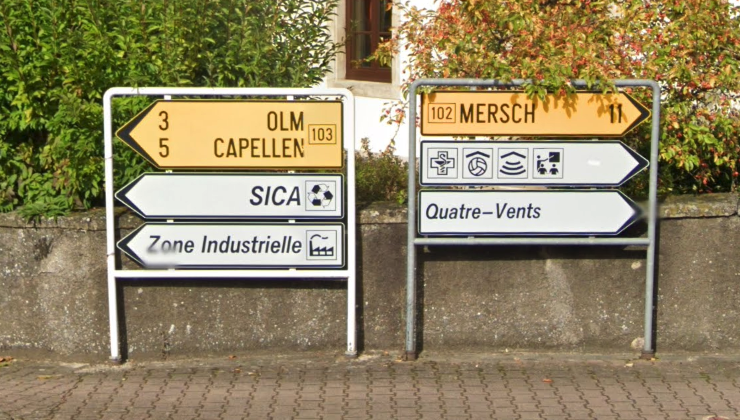 3 OLM
5 CAPELLEN
103
SICA
Zone Industrielle
102 MERSCH 11
Quatre-Vents